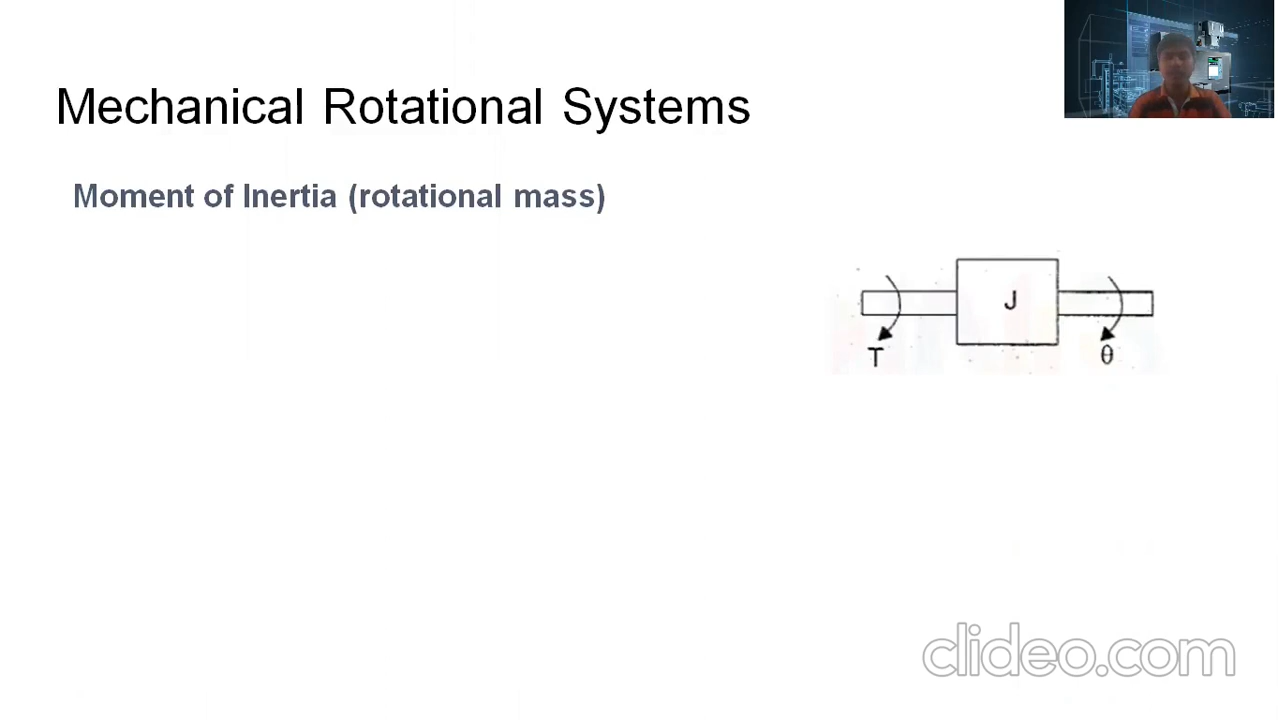 Mechanical Rotational Systems
Moment of Inertia (rotational mass)
J
T
θ
clideo.com